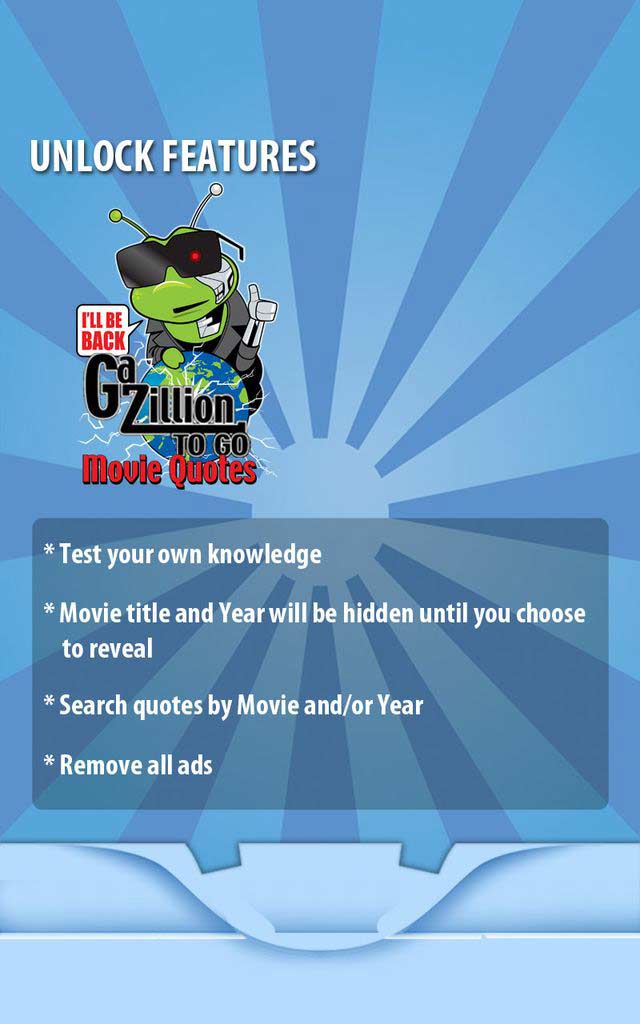 UNLOCK FEATURES
I'LL BE
BACK
GaZillion
TO GO
Movie Quotes
* Test your own knowledge
* Movie title and Year will be hidden until you choose
to reveal
* Search quotes by Movie and/or Year
* Remove all ads